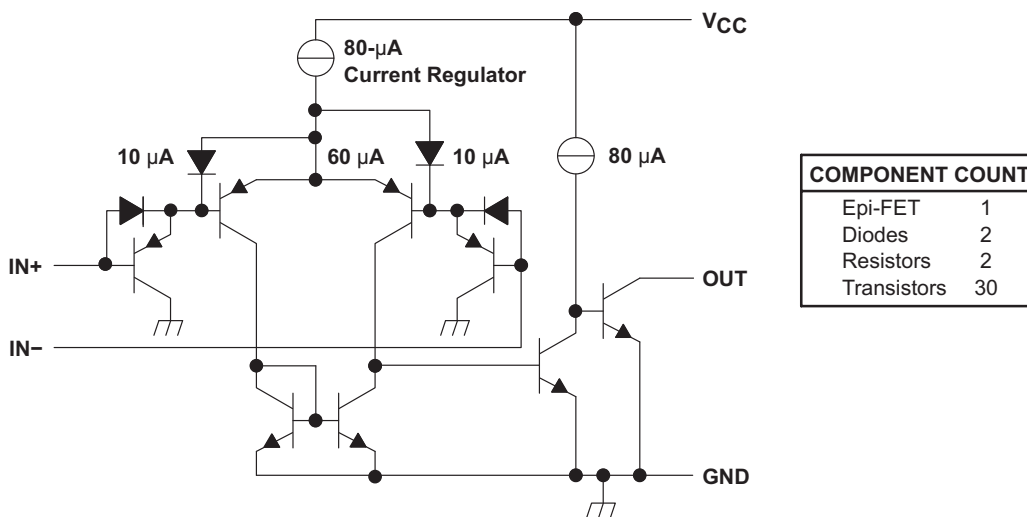 V CC
80-µA
Current Regulator
10 µA
60 µA
10 µA
80 µA
IN+
OUT
IN−
GND
COMPONENT COUNT
Epi-FET 1
Diodes 2
Resistors 2
Transistors 30